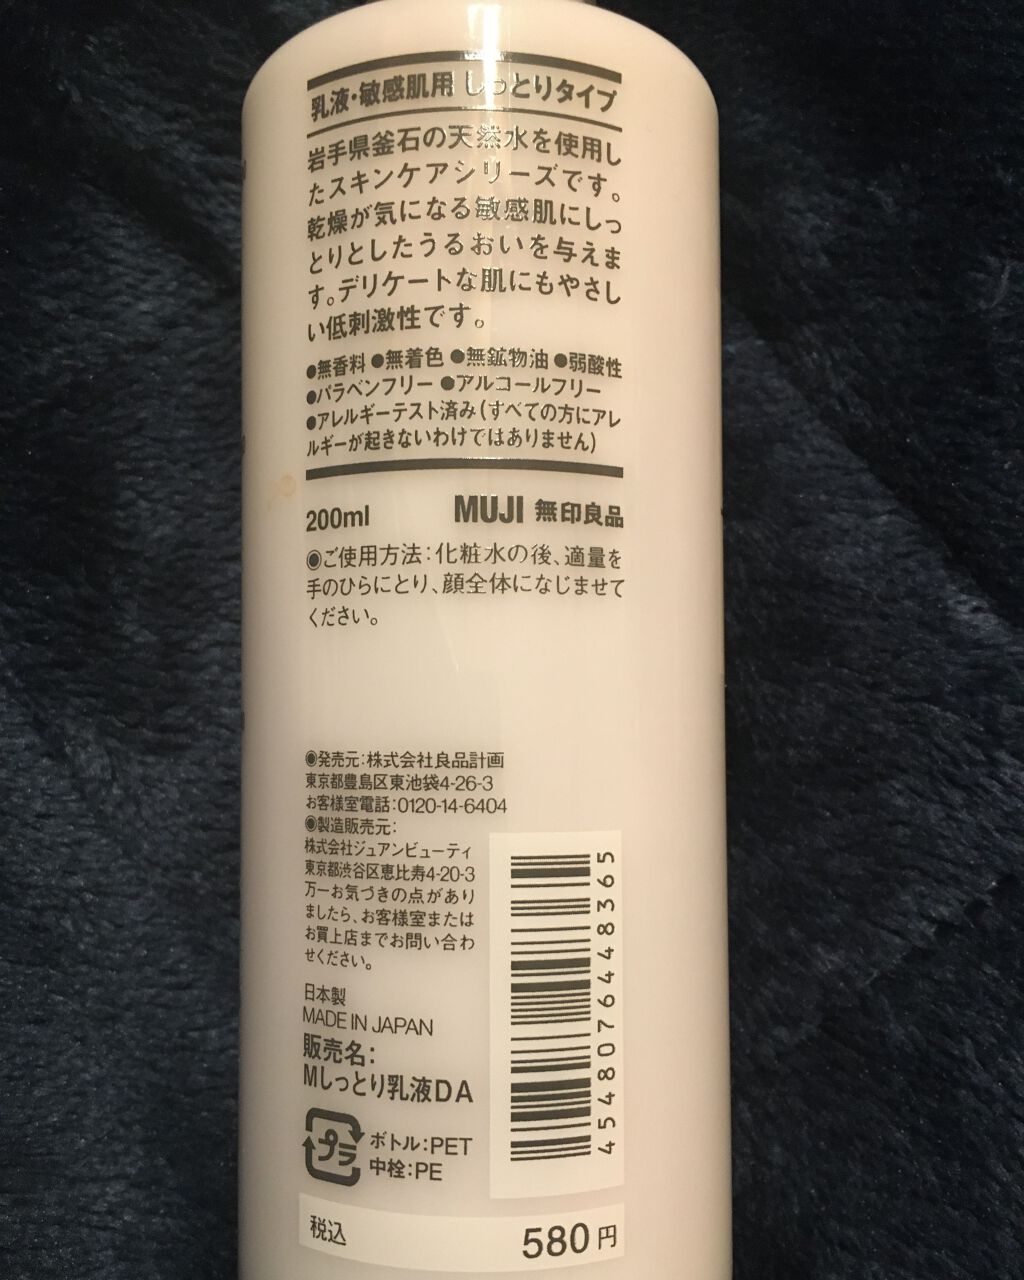 乳液・敏感肌用 しっとりタイプ
岩手県釜石の天然水を使用し
たスキンケアシリーズです。
乾燥が気になる敏感肌にしっ
とりとしたうるおいを与えま
す。デリケートな肌にもやさし
い低刺激性です。
●無香料 ●無着色 ●無鉱物油 ●弱酸性
●パラベンフリー ●アルコールフリー
●アレルギーテスト済み(すべての方にアレ
ルギーが起きないわけではありません)
200ml MUJI 無印良品
◉ご使用方法:化粧水の後、適量を
手のひらにとり、顔全体になじませて
ください。
◉発売元:株式会社良品計画
東京都豊島区東池袋4-26-3
お客様室電話:0120-14-6404
◉製造販売元:
株式会社ジュアンビューティ
東京都渋谷区恵比寿4-20-3
万一お気づきの点があり
ましたら、お客様室または
お買上店までお問い合わ
せください。
日本製
MADE IN JAPAN
販売名:
Mしっとり乳液DA
プラ
ボトル:PET
中栓:PE
4548076448365
税込 580円